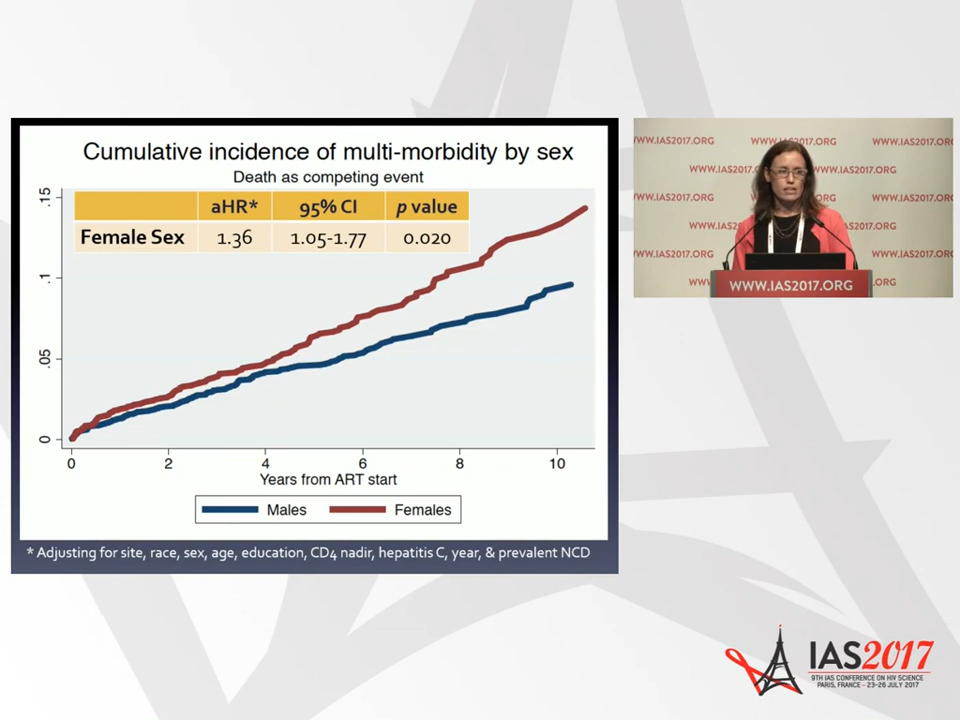 Cumulative incidence of multi-morbidity by sex
Death as competing event
aHR* 95% CI p value
Female Sex 1.36 1.05-1.77 0.020
.15
.1
.05
0
0 2 4 6 8 10
Years from ART start
Males Females
* Adjusting for site, race, sex, age, education, CD4 nadir, hepatitis C, year, & prevalent NCD
WWW.IAS2017.ORG WWW.IAS2017.ORG WWW.IAS2017.OR
WWW.IAS2017.ORG
WWW.IAS2017.ORG
IAS2017
9TH IAS CONFERENCE ON HIV SCIENCE
PARIS, FRANCE - 23-26 JULY 2017